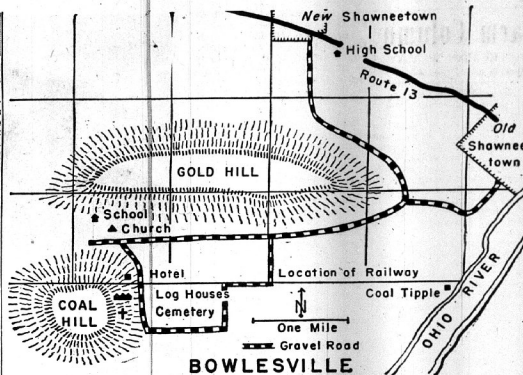 New Shawneetown
High School
Route 13
Old
Shawnee
town
GOLD HILL
School
Church
Hotel
Location of Railway
Log Houses
Coal Tipple
COAL
HILL
Cemetery
N
One Mile
Gravel Road
OHIO RIVER
BOWLESVILLE